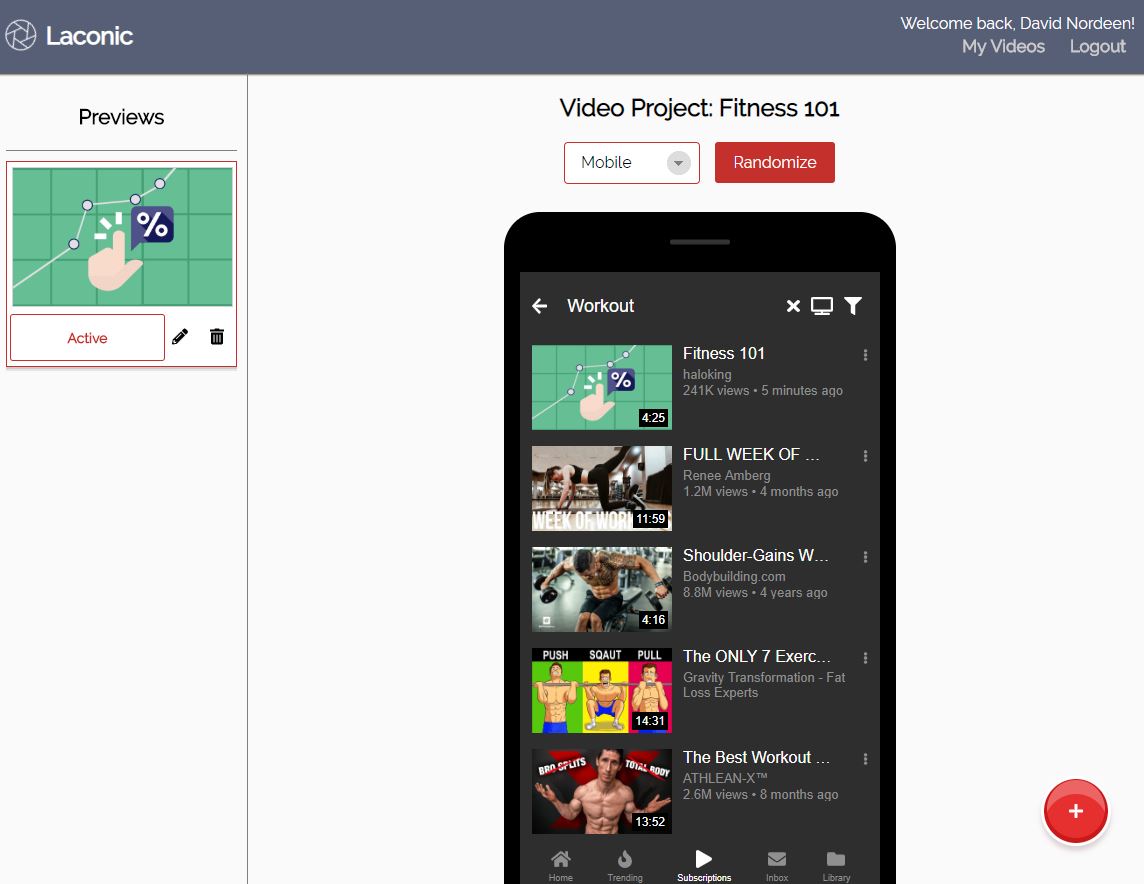 Laconic
Welcome back, David Nordeen!
My Videos Logout
Previews
%
Active
Video Project: Fitness 101
Mobile
Randomize
Workout
%
4:25
Fitness 101
haloking
241K views • 5 minutes ago
WEEK OF WOR
11:59
FULL WEEK OF ...
Renee Amberg
1.2M views • 4 months ago
4:16
Shoulder-Gains W...
Bodybuilding.com
8.8M views • 4 years ago
PUSH SQAUT PULL
14:31
The ONLY 7 Exerc...
Gravity Transformation - Fat
Loss Experts
BRO SPLITS TOTAL BODY
13:52
The Best Workout ...
ATHLEAN-X™
2.6M views • 8 months ago
+
Home Trending Subscriptions Inbox Library